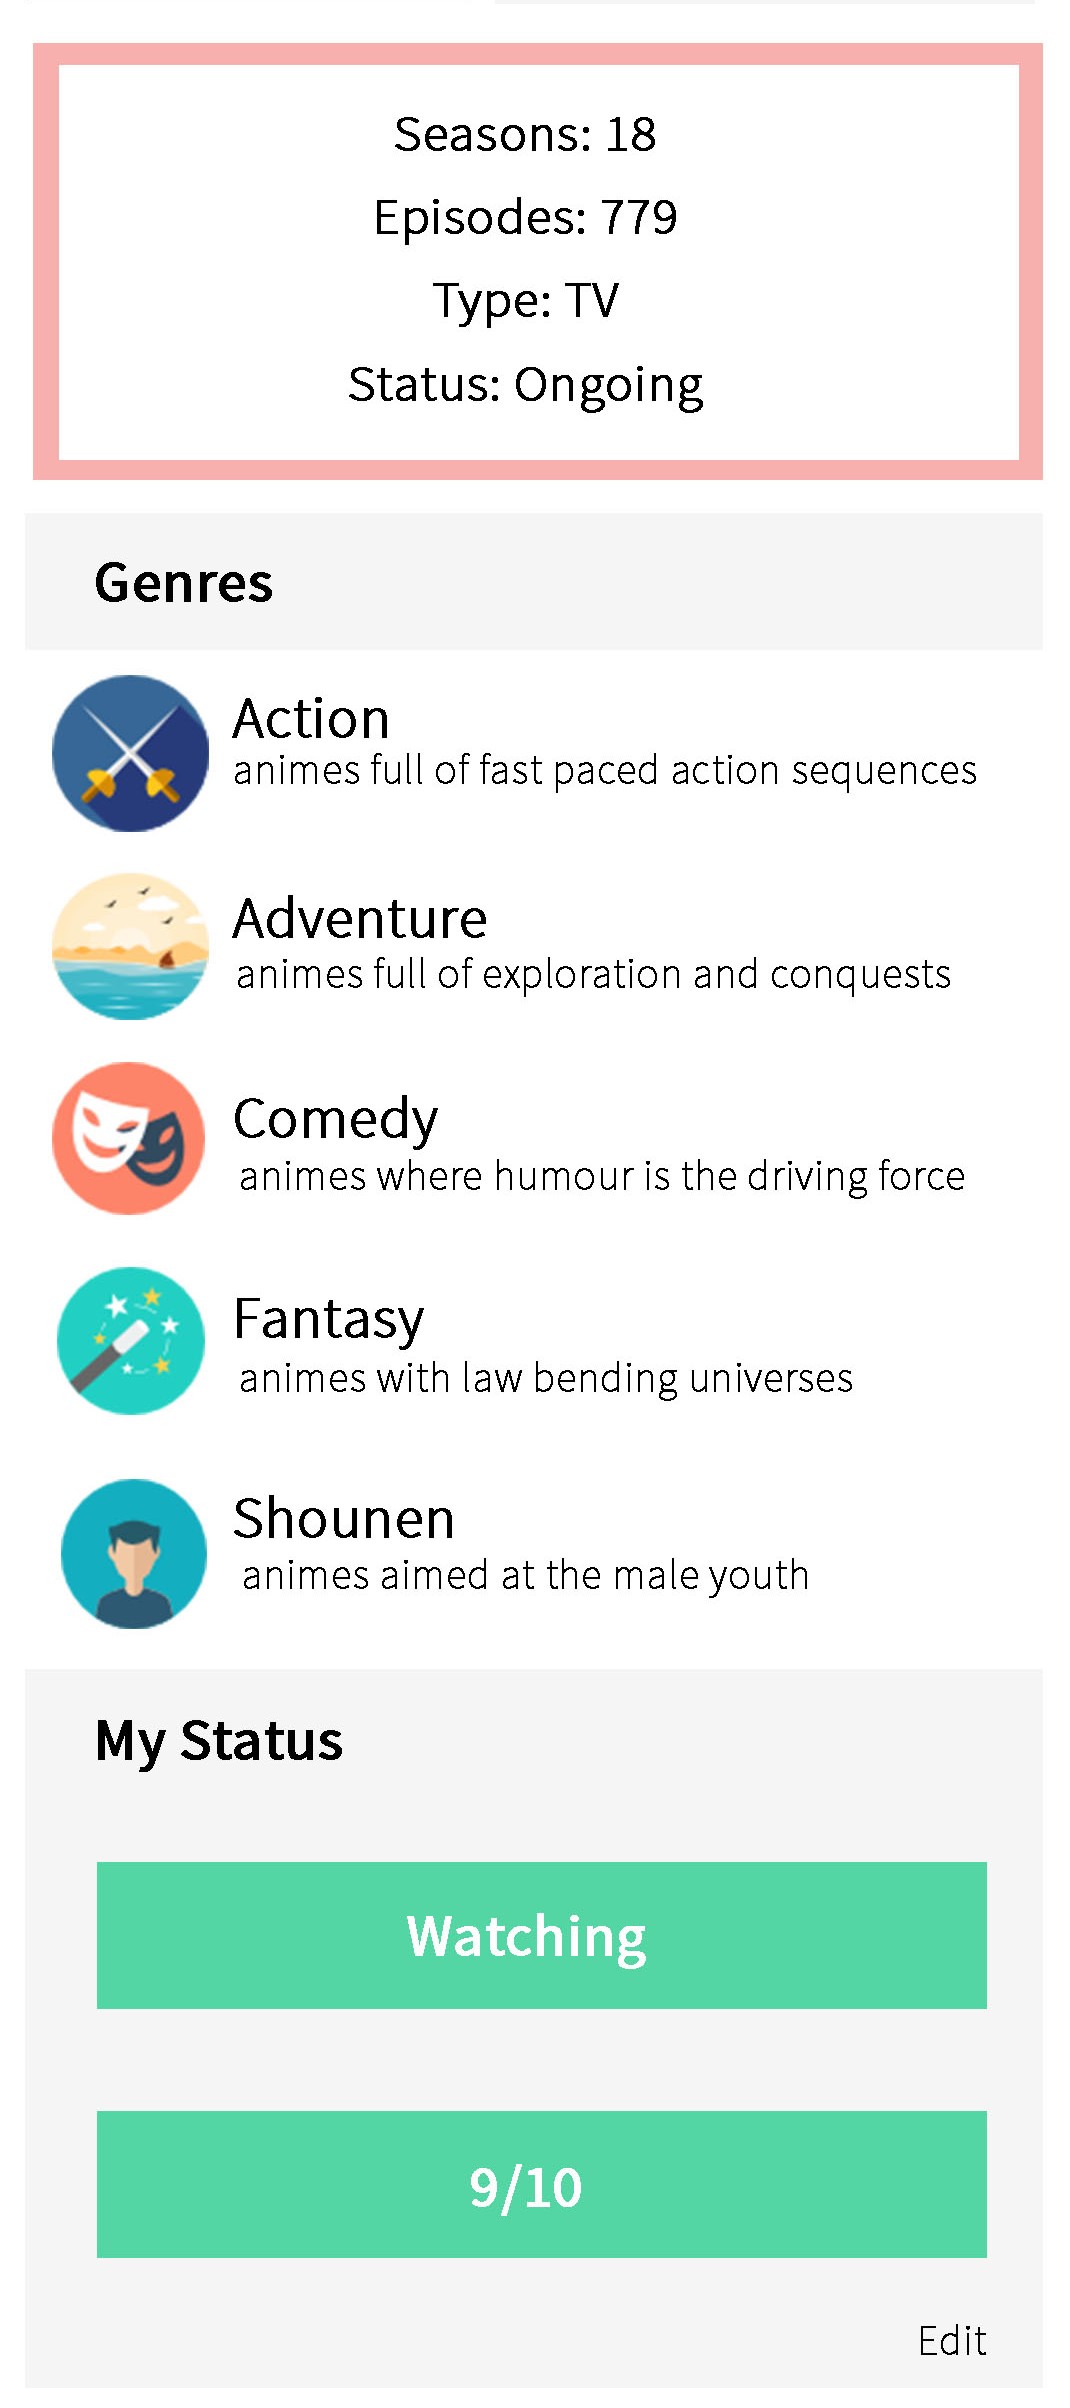 Seasons: 18
Episodes: 779
Type: TV
Status: Ongoing
Genres
Action
animes full of fast paced action sequences
Adventure
animes full of exploration and conquests
Comedy
animes where humour is the driving force
Fantasy
animes with law bending universes
Shounen
animes aimed at the male youth
My Status
Watching
9/10
Edit